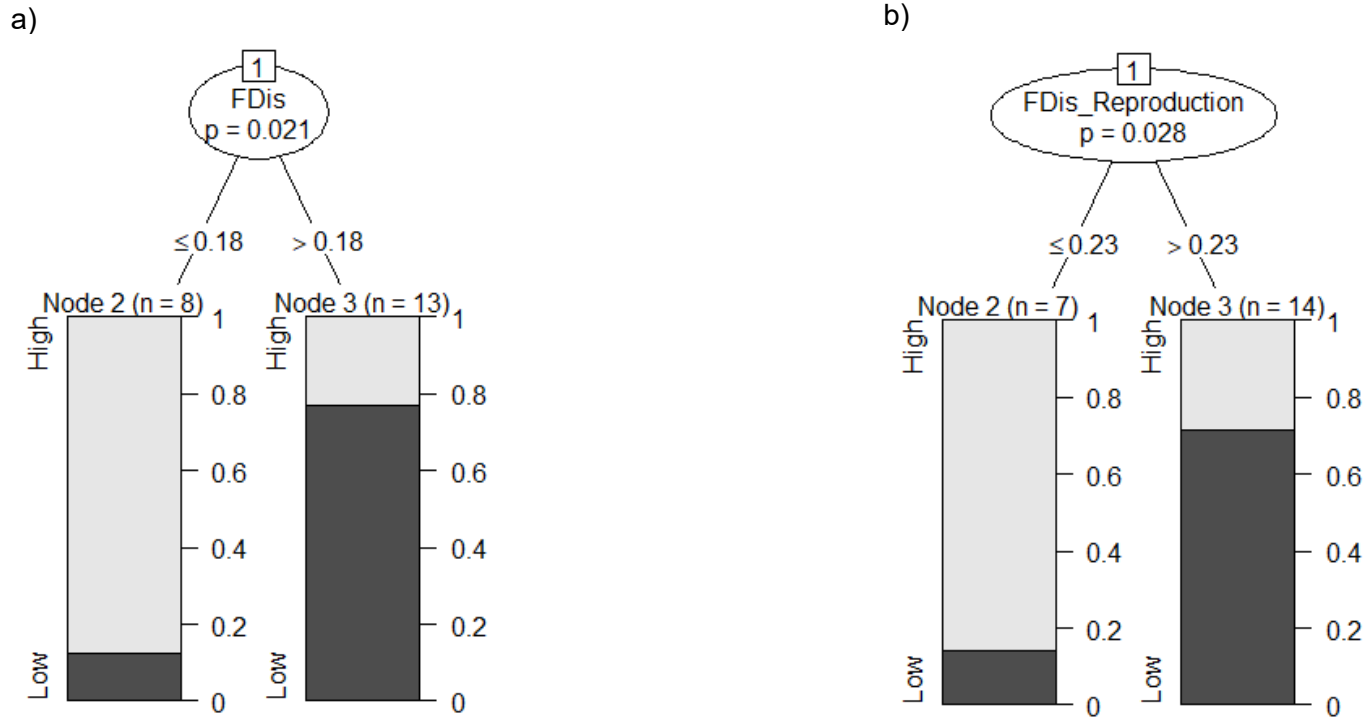 a)
1
FDis
p = 0.021
≤ 0.18
> 0.18
Node 2 (n = 8)
Node 3 (n = 13)
High
Low
1
0.8
0.6
0.4
0.2
0
High
Low
1
0.8
0.6
0.4
0.2
0
b)
1
FDis_Reproduction
p = 0.028
≤ 0.23
> 0.23
Node 2 (n = 7)
Node 3 (n = 14)
High
Low
1
0.8
0.6
0.4
0.2
0
High
Low
1
0.8
0.6
0.4
0.2
0